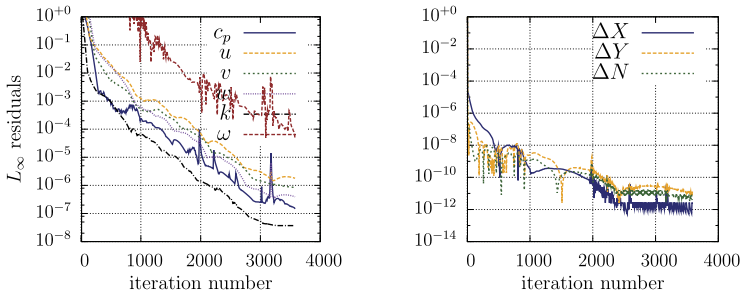 10⁺⁰
10⁻¹
10⁻²
10⁻³
10⁻⁴
10⁻⁵
10⁻⁶
10⁻⁷
10⁻⁸
L∞ residuals
c_p
u
v
w
k
ω
0 1000 2000 3000 4000
iteration number
10⁺⁰
10⁻²
10⁻⁴
10⁻⁶
10⁻⁸
10⁻¹⁰
10⁻¹²
10⁻¹⁴
ΔX
ΔY
ΔN
0 1000 2000 3000 4000
iteration number